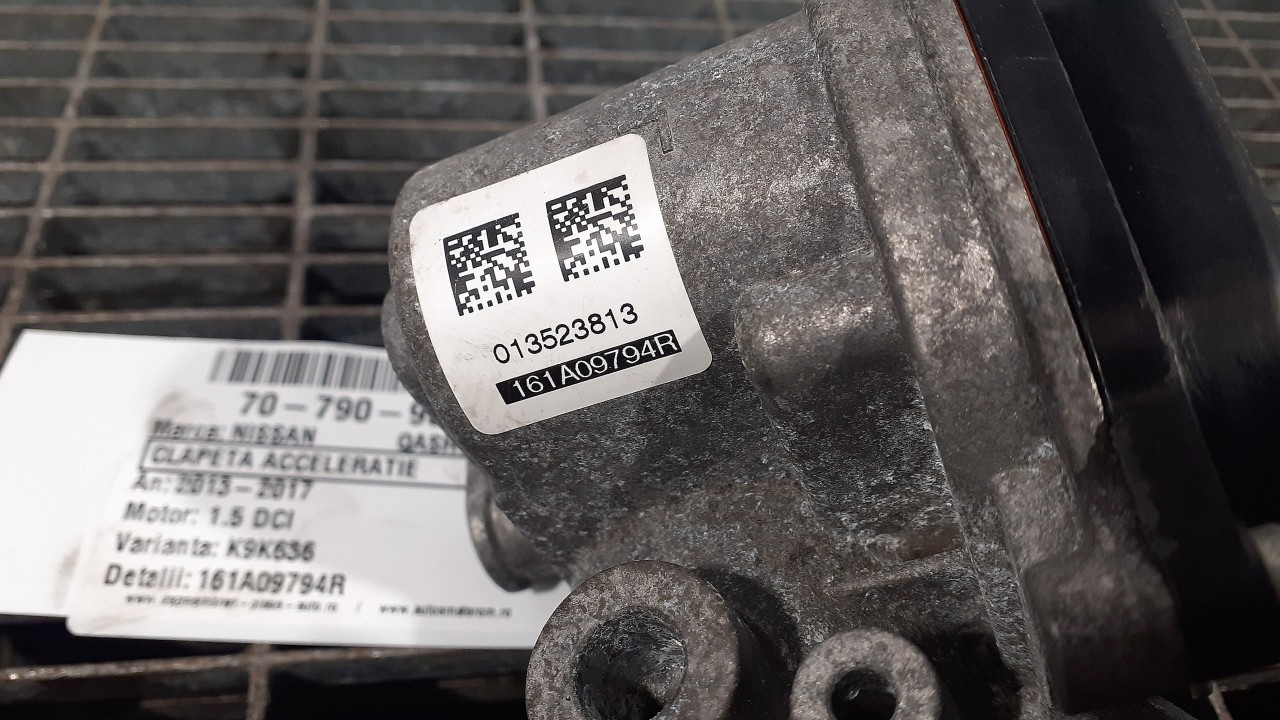 013523813
161A09794R
70-790-9
Marca: NISSAN QASH
CLAPETA ACCELERATIE
An: 2013-2017
Motor: 1.5 DCI
Varianta: K9K636
Detalii: 161A09794R